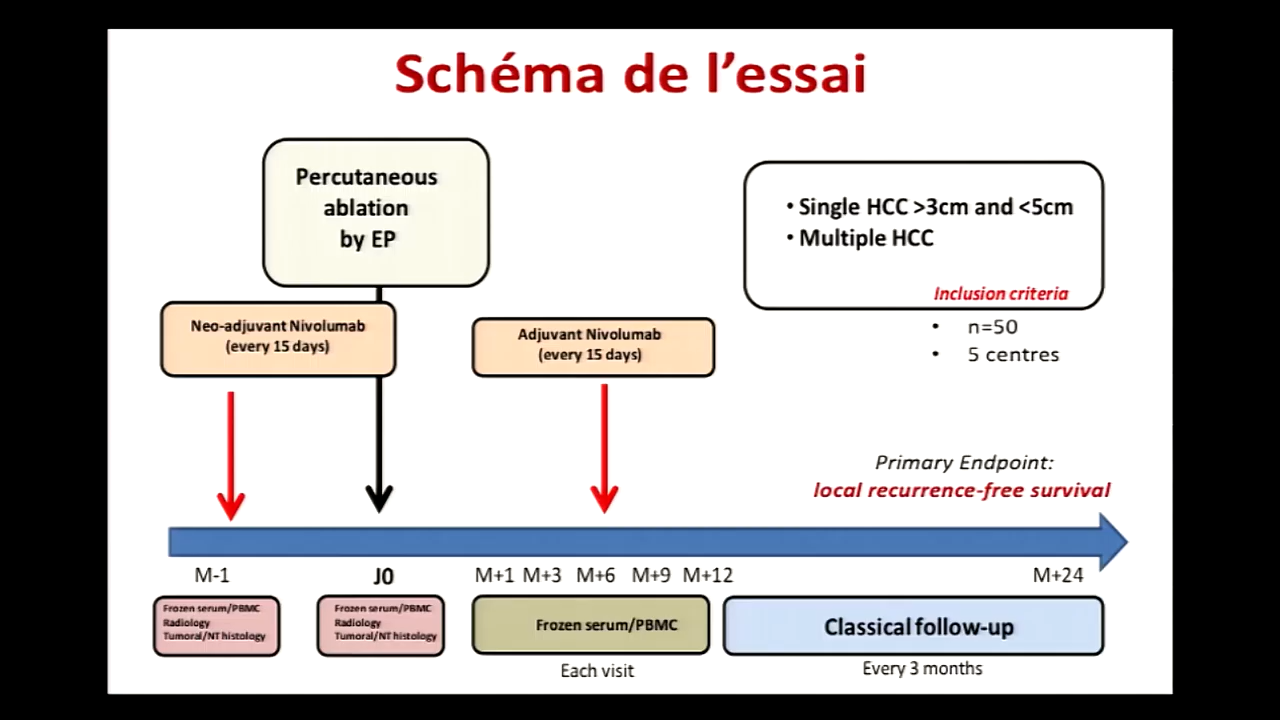 Schéma de l'essai
Percutaneous
ablation
by EP
• Single HCC >3cm and <5cm
• Multiple HCC
Inclusion criteria
• n=50
• 5 centres
Neo-adjuvant Nivolumab
(every 15 days)
Adjuvant Nivolumab
(every 15 days)
Primary Endpoint:
local recurrence-free survival
M-1
J0
M+1 M+3 M+6 M+9 M+12
M+24
Frozen serum/PBMC
Radiology
Tumoral/NT histology
Frozen serum/PBMC
Radiology
Tumoral/NT histology
Frozen serum/PBMC
Each visit
Classical follow-up
Every 3 months